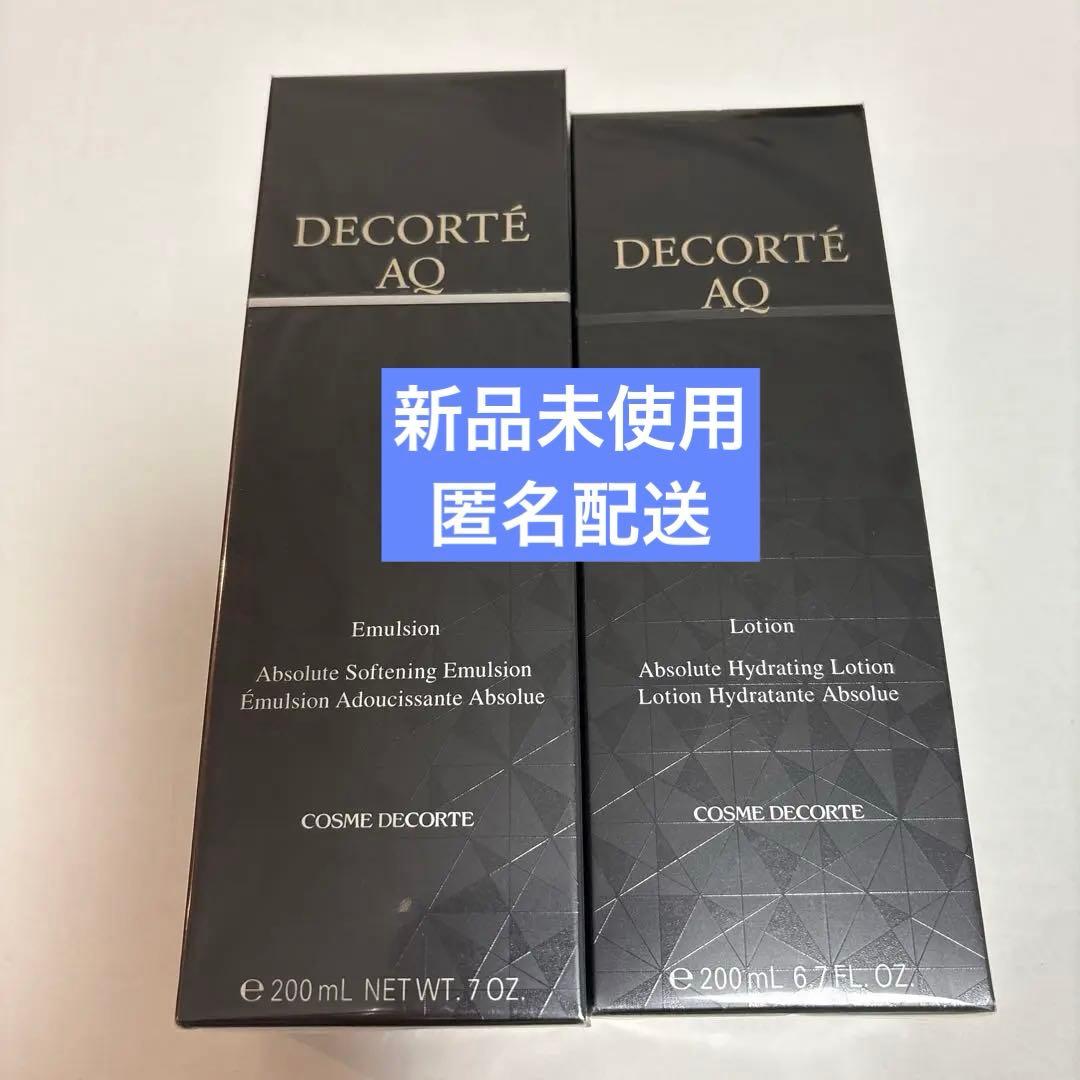 DECORTÉ
AQ
Emulsion
Absolute Softening Emulsion
Émulsion Adoucissante Absolue
COSME DECORTE
℮ 200 mL NET WT. 7 OZ.
DECORTÉ
AQ
Lotion
Absolute Hydrating Lotion
Lotion Hydratante Absolue
COSME DECORTE
℮ 200 mL 6.7 FL. OZ.
新品未使用
匿名配送